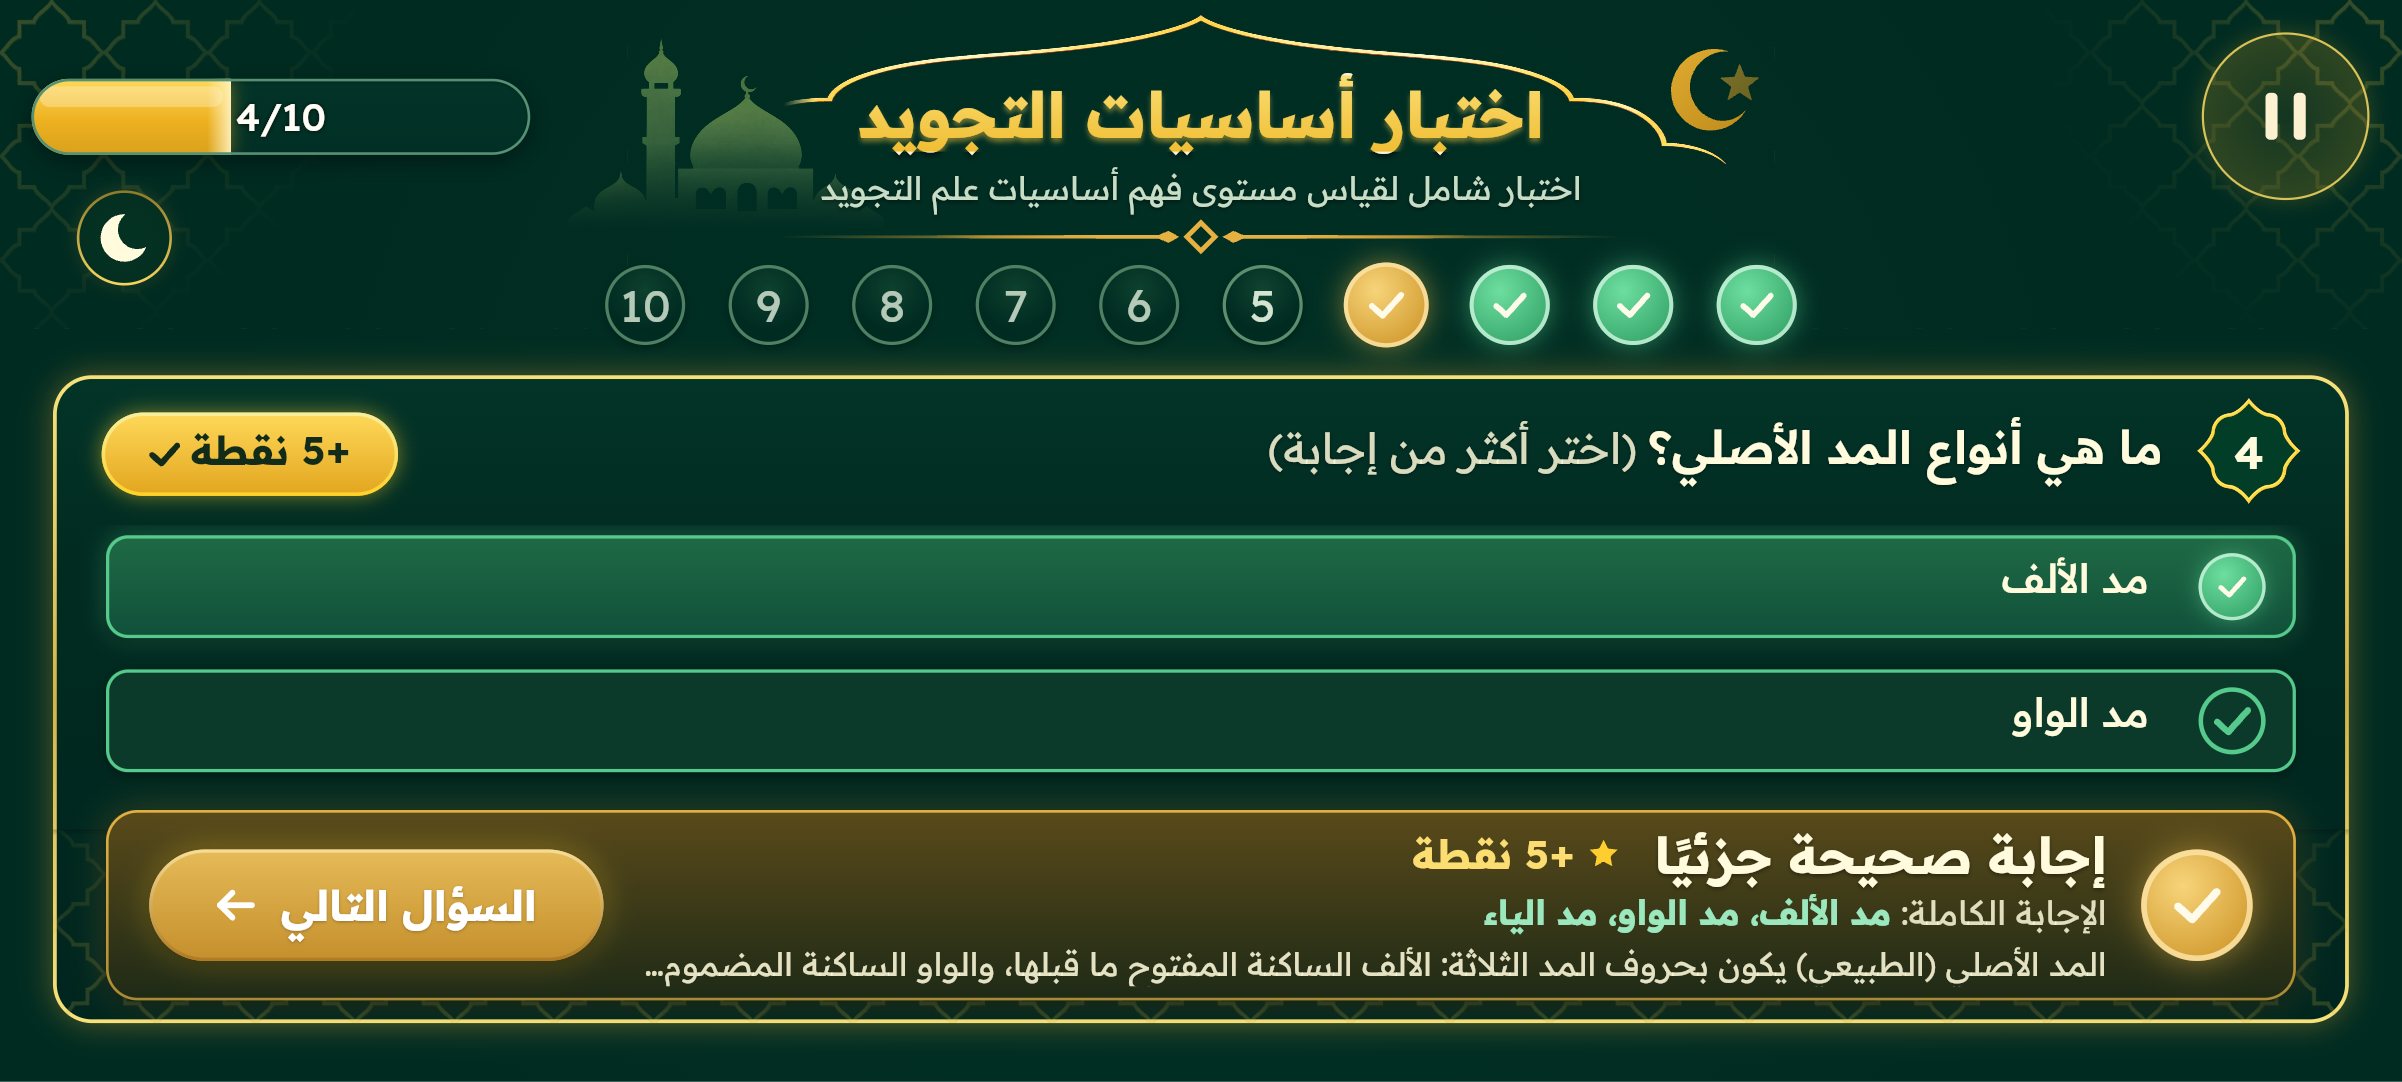 اختبار أساسيات التجويد
4/10
اختبار شامل لقياس مستوى فهم أساسيات علم التجويد
5 6 7 8 9 10
4 ما هي أنواع المد الأصلي؟ (اختر أكثر من إجابة)
+5 نقطة
مد الألف
مد الواو
إجابة صحيحة جزئيًا +5 نقطة
الإجابة الكاملة: مد الألف، مد الواو، مد الياء
المد الأصلي (الطبيعي) يكون بحروف المد الثلاثة: الألف الساكنة المفتوح ما قبلها، والواو الساكنة المضموم...
السؤال التالي